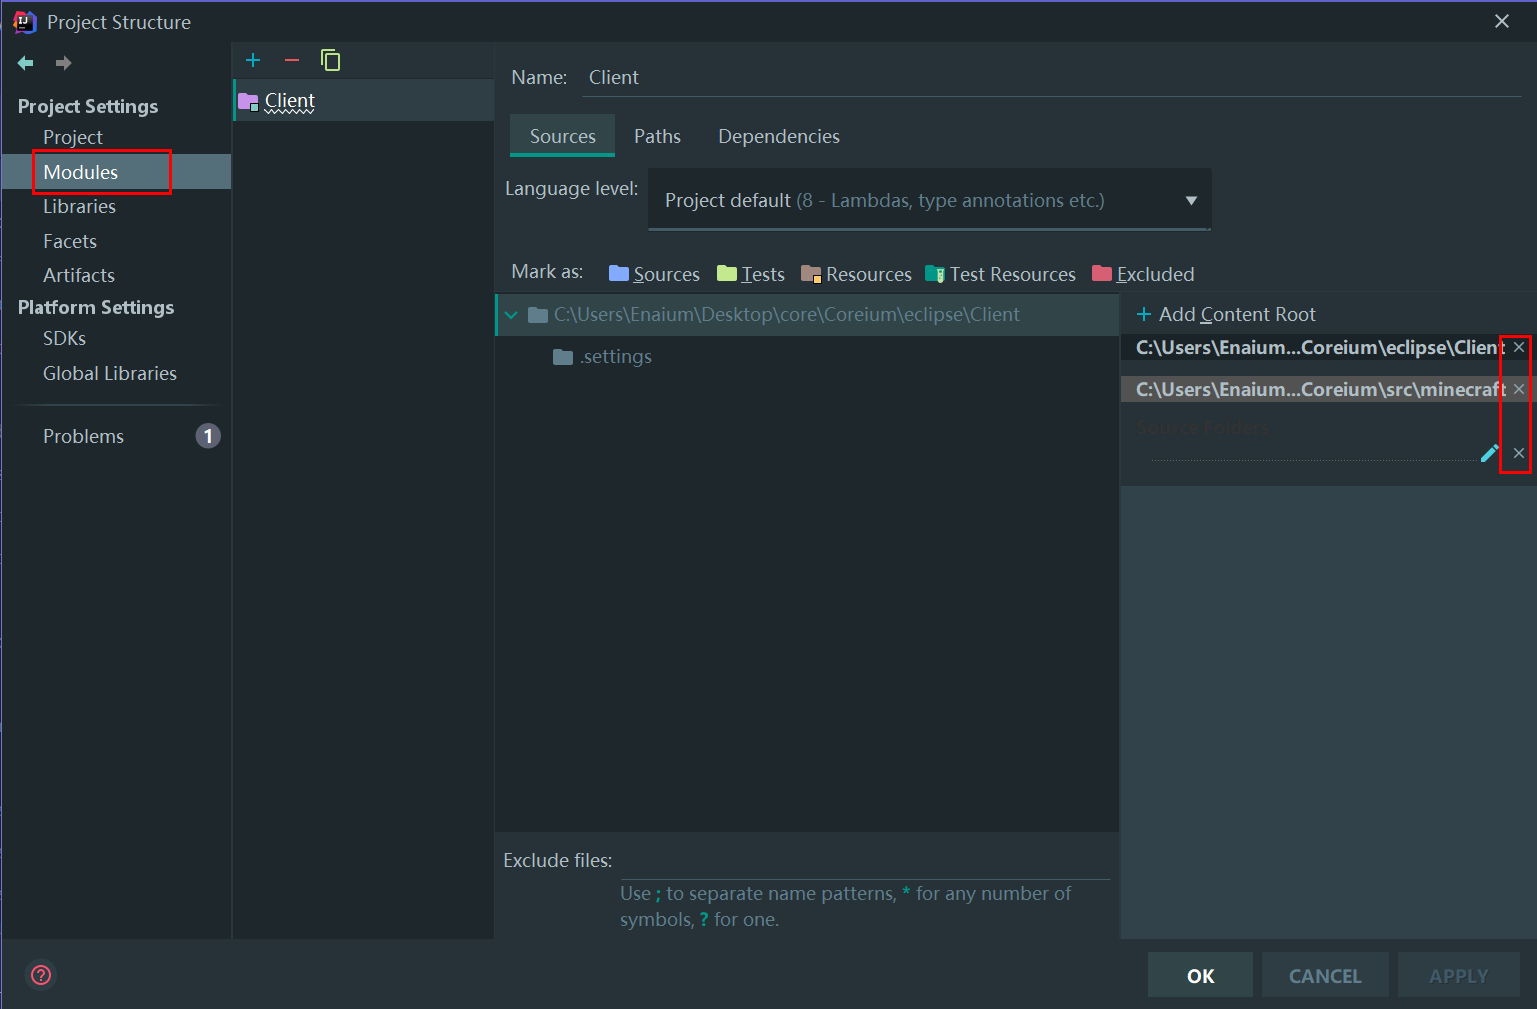 Project Structure
Project Settings
Project
Modules
Libraries
Facets
Artifacts
Platform Settings
SDKs
Global Libraries
Problems 1
Client
Name: Client
Sources Paths Dependencies
Language level: Project default (8 - Lambdas, type annotations etc.)
Mark as: Sources Tests Resources Test Resources Excluded
C:\Users\Enaium\Desktop\core\Coreium\eclipse\Client
.settings
+ Add Content Root
C:\Users\Enaium...Coreium\eclipse\Client
C:\Users\Enaium...Coreium\src\minecraft
Source Folders
Exclude files:
Use ; to separate name patterns, * for any number of
symbols, ? for one.
OK CANCEL APPLY